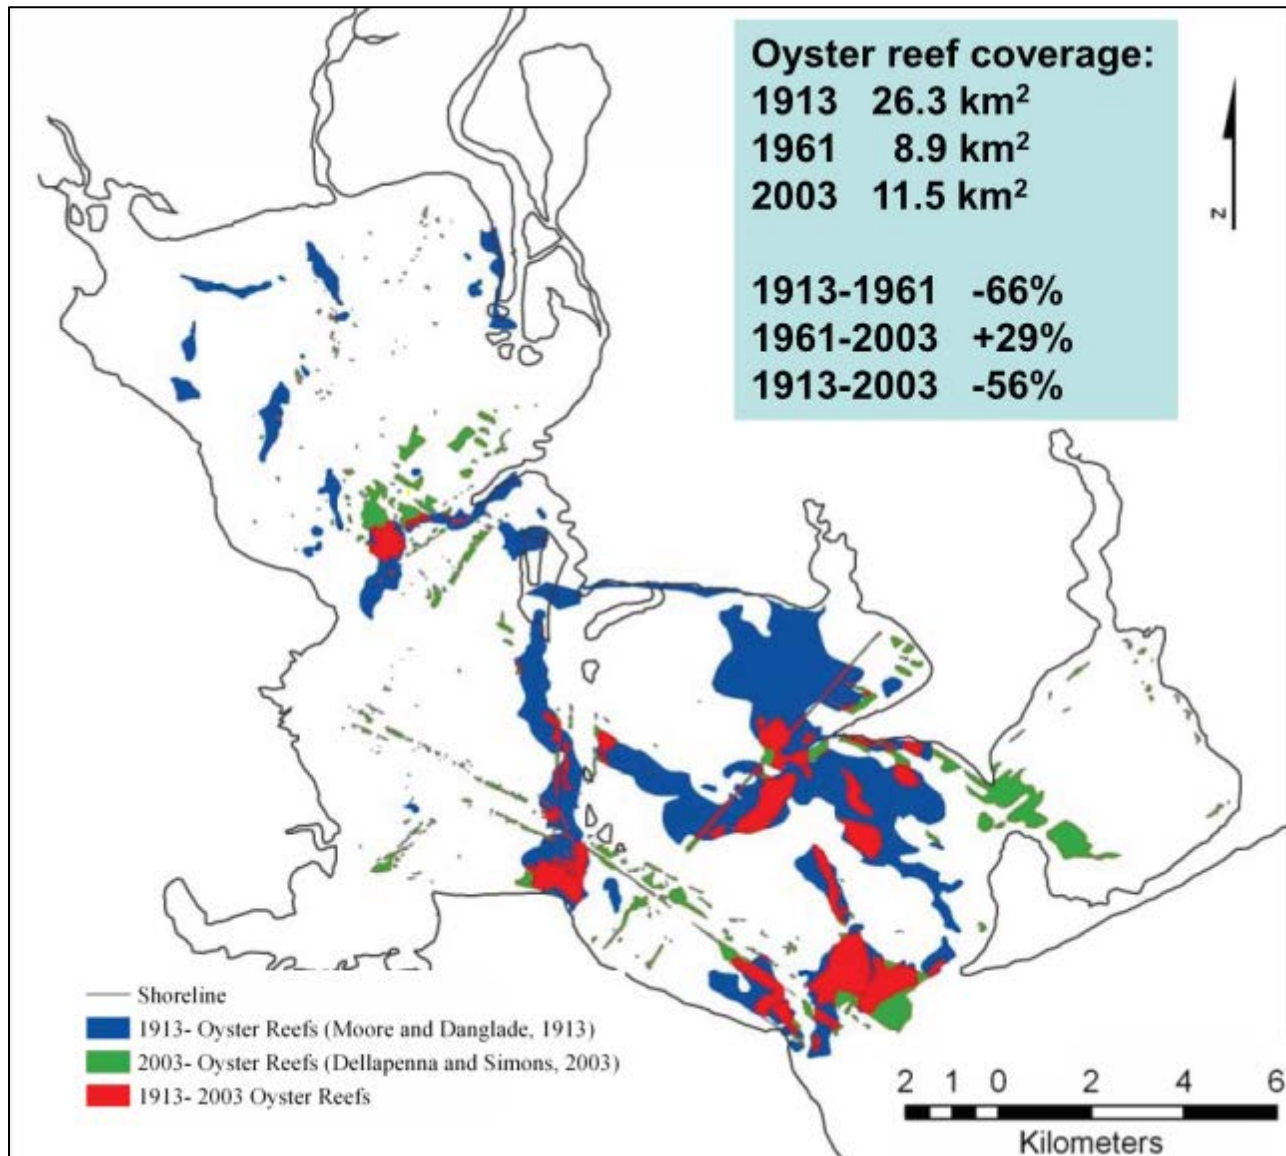 Oyster reef coverage:
1913 26.3 km²
1961 8.9 km²
2003 11.5 km²
1913-1961 -66%
1961-2003 +29%
1913-2003 -56%
z
Shoreline
1913- Oyster Reefs (Moore and Danglade, 1913)
2003- Oyster Reefs (Dellapenna and Simons, 2003)
1913- 2003 Oyster Reefs
2 1 0 2 4 6
Kilometers